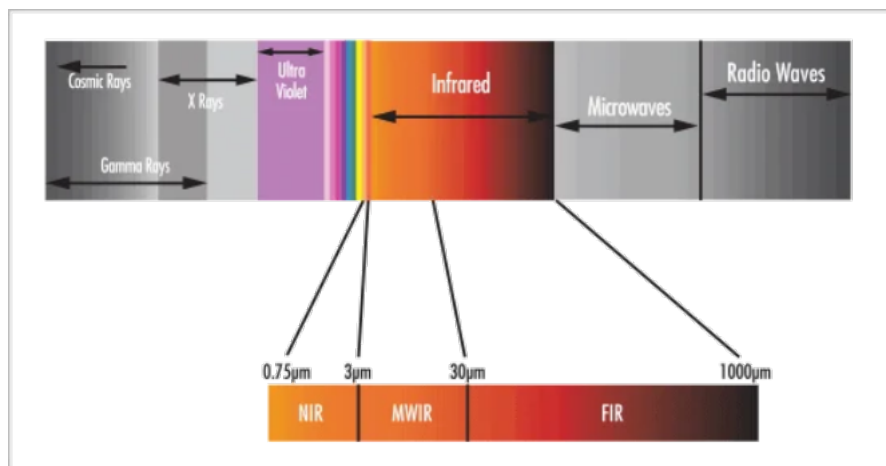 Cosmic Rays
X Rays
Gamma Rays
Ultra
Violet
Infrared
Microwaves
Radio Waves
0.75µm
3µm
30µm
1000µm
NIR
MWIR
FIR